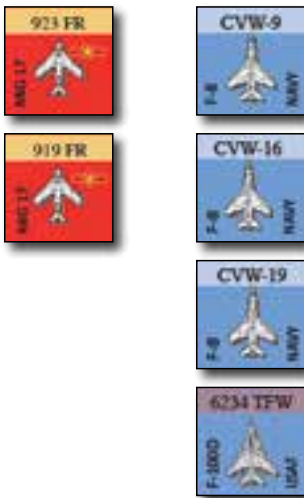 923 FR
MIG 17
919 FR
MIG 17
CVW-9
F-8
NAVY
CVW-16
F-8
NAVY
CVW-19
F-8
NAVY
6234 TFW
F-100D
USAF